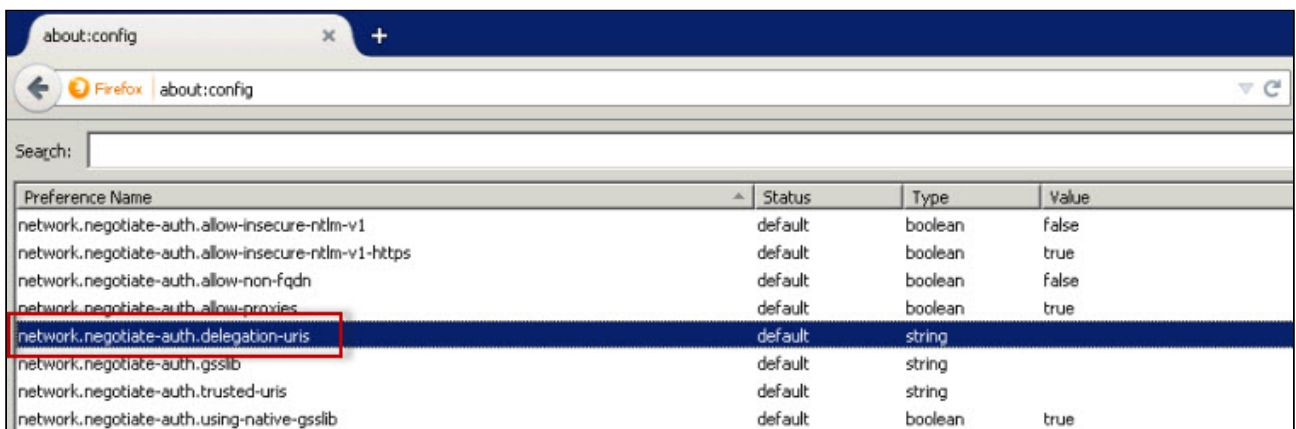 about:config
Firefox about:config
Search:
Preference Name Status Type Value
network.negotiate-auth.allow-insecure-ntlm-v1 default boolean false
network.negotiate-auth.allow-insecure-ntlm-v1-https default boolean true
network.negotiate-auth.allow-non-fqdn default boolean false
network.negotiate-auth.allow-proxies default boolean true
network.negotiate-auth.delegation-uris default string
network.negotiate-auth.gsslib default string
network.negotiate-auth.trusted-uris default string
network.negotiate-auth.using-native-gsslib default boolean true